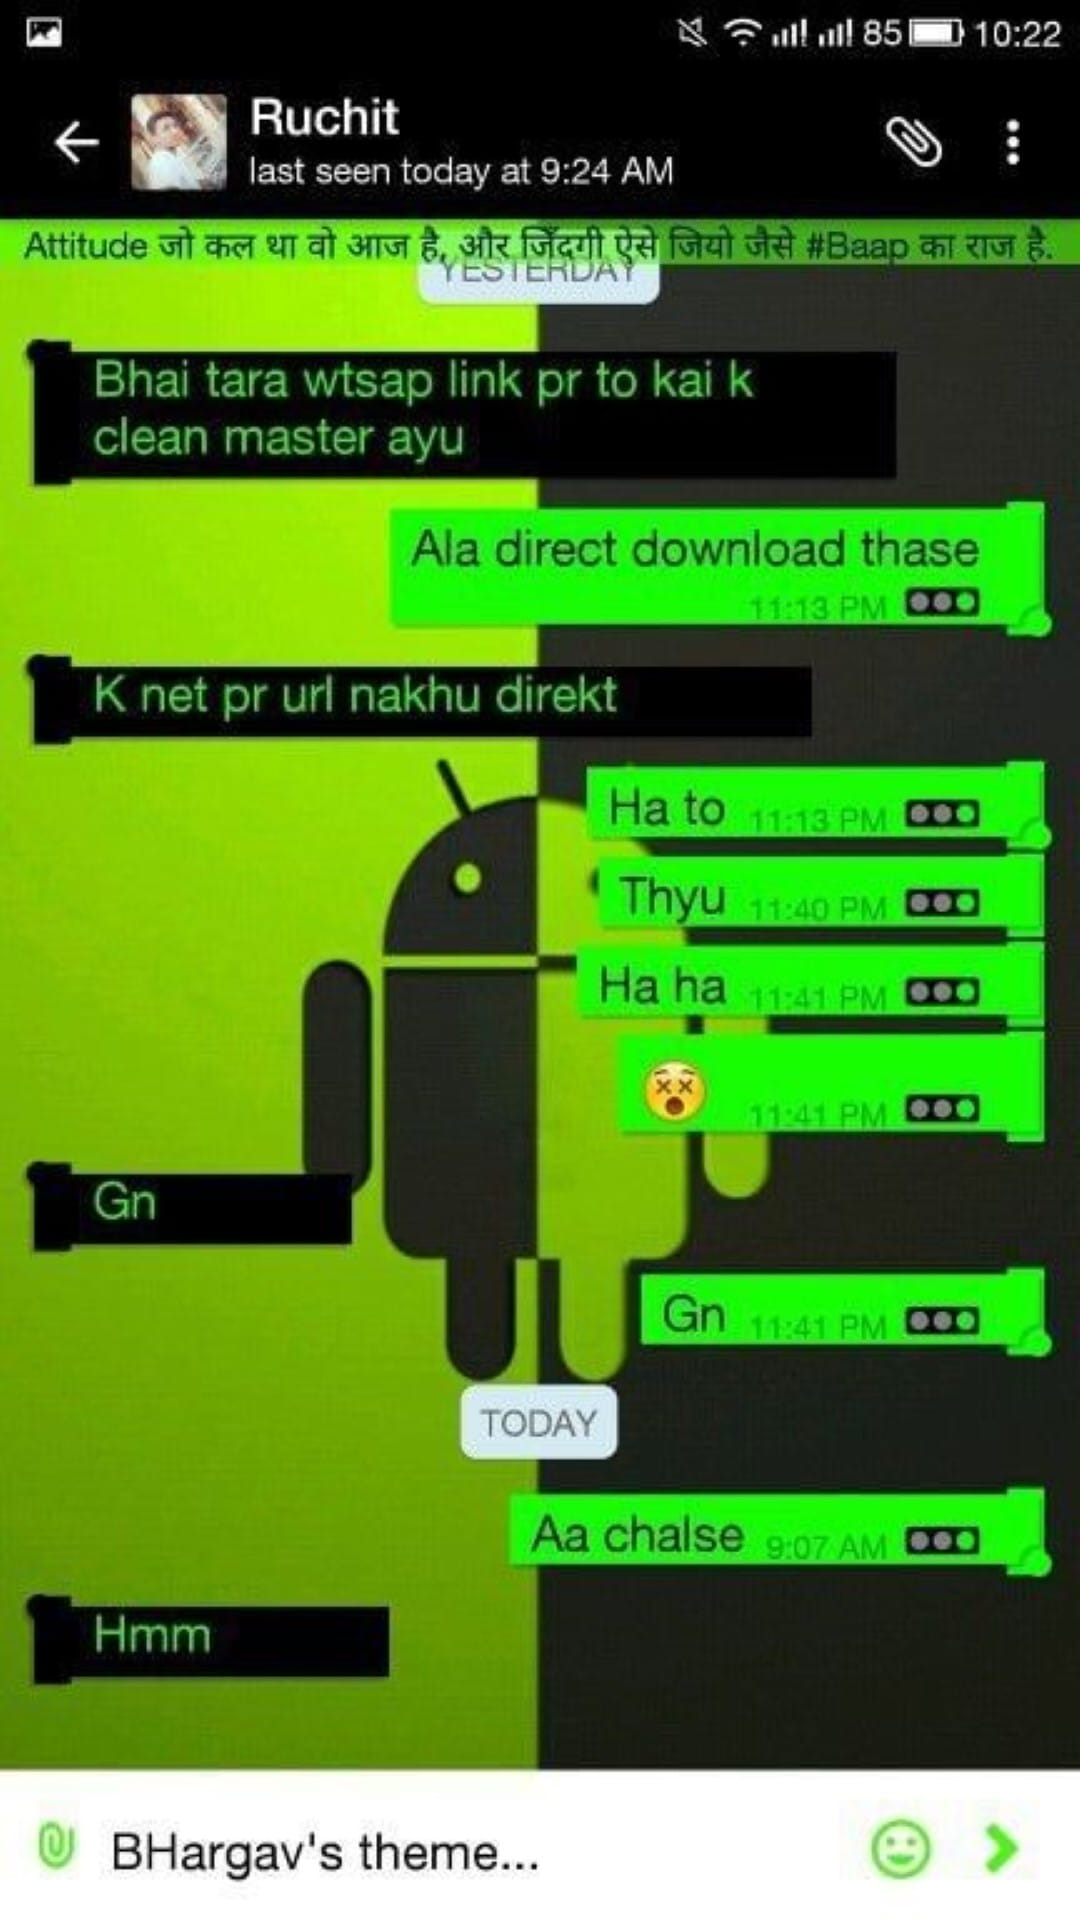 85 10:22
Ruchit
last seen today at 9:24 AM
Attitude जो कल था वो आज है, और जिंदगी ऐसे जियो जैसे #Baap का राज है.
YESTERDAY
Bhai tara wtsap link pr to kai k
clean master ayu
Ala direct download thase
11:13 PM
K net pr url nakhu direkt
Ha to 11:13 PM
Thyu 11:40 PM
Ha ha 11:41 PM
11:41 PM
Gn
Gn 11:41 PM
TODAY
Aa chalse 9:07 AM
Hmm
BHargav's theme...